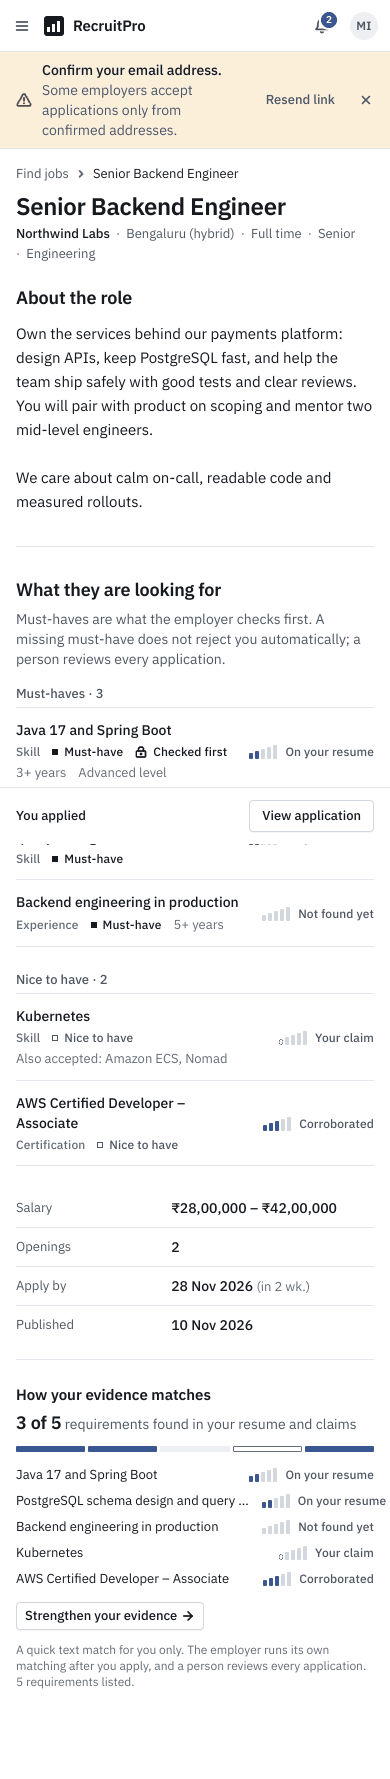 RecruitPro
2
MI
Confirm your email address.
Some employers accept
applications only from
confirmed addresses.
Resend link
Find jobs > Senior Backend Engineer
Senior Backend Engineer
Northwind Labs · Bengaluru (hybrid) · Full time · Senior
· Engineering
About the role
Own the services behind our payments platform:
design APIs, keep PostgreSQL fast, and help the
team ship safely with good tests and clear reviews.
You will pair with product on scoping and mentor two
mid-level engineers.
We care about calm on-call, readable code and
measured rollouts.
What they are looking for
Must-haves are what the employer checks first. A
missing must-have does not reject you automatically; a
person reviews every application.
Must-haves · 3
Java 17 and Spring Boot
Skill Must-have Checked first On your resume
3+ years Advanced level
You applied View application
Skill Must-have
Backend engineering in production
Experience Must-have 5+ years Not found yet
Nice to have · 2
Kubernetes
Skill Nice to have Your claim
Also accepted: Amazon ECS, Nomad
AWS Certified Developer –
Associate
Certification Nice to have Corroborated
Salary ₹28,00,000 – ₹42,00,000
Openings 2
Apply by 28 Nov 2026 (in 2 wk.)
Published 10 Nov 2026
How your evidence matches
3 of 5 requirements found in your resume and claims
Java 17 and Spring Boot On your resume
PostgreSQL schema design and query ... On your resume
Backend engineering in production Not found yet
Kubernetes Your claim
AWS Certified Developer – Associate Corroborated
Strengthen your evidence →
A quick text match for you only. The employer runs its own
matching after you apply, and a person reviews every application.
5 requirements listed.